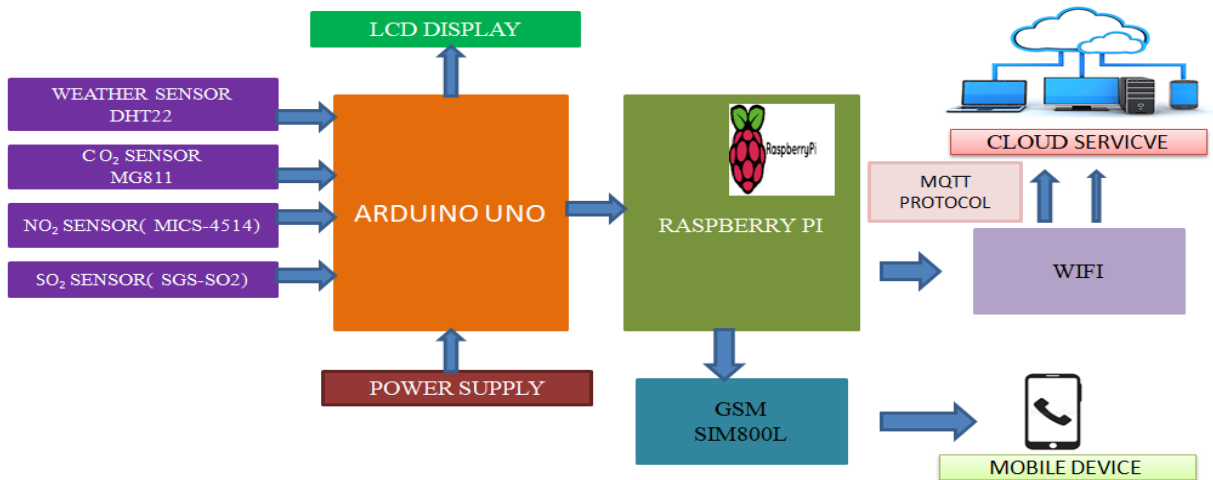 LCD DISPLAY
WEATHER SENSOR
DHT22
C O₂ SENSOR
MG811
NO₂ SENSOR( MICS-4514)
SO₂ SENSOR( SGS-SO2)
ARDUINO UNO
POWER SUPPLY
RaspberryPi
RASPBERRY PI
GSM
SIM800L
CLOUD SERVICVE
MQTT
PROTOCOL
WIFI
MOBILE DEVICE